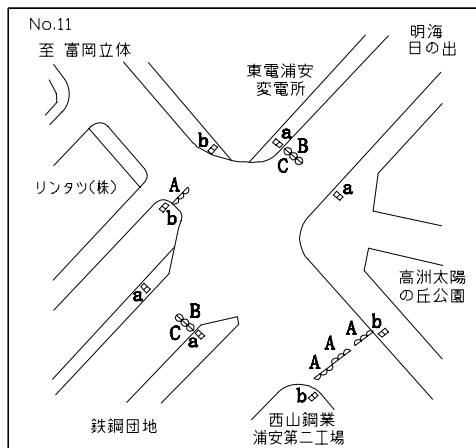 No.11
至 富岡立体
明海
日の出
東電浦安
変電所
b
a
B
C
リンタツ(株)
A
b
a
a
高洲太陽
の丘公園
B
C
a
A
b
A
A
A
b
鉄鋼団地
西山鋼業
浦安第二工場